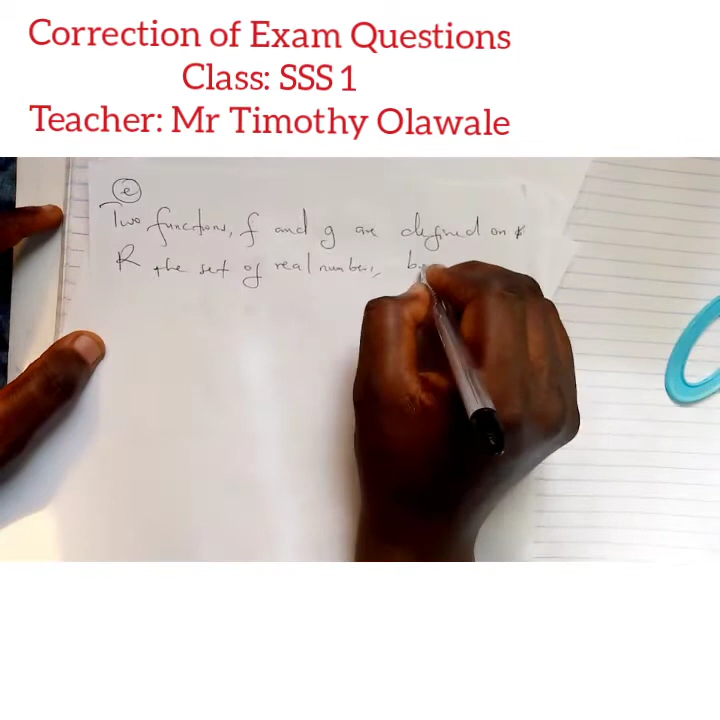 Correction of Exam Questions
Class: SSS 1
Teacher: Mr Timothy Olawale
(e)
Two functions, f and g are defined on
R the set of real numbers, b